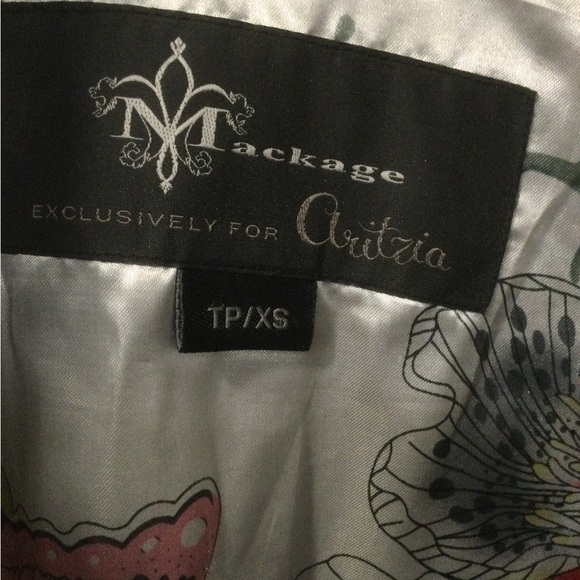 Mackage
EXCLUSIVELY FOR aritzia
TP/XS